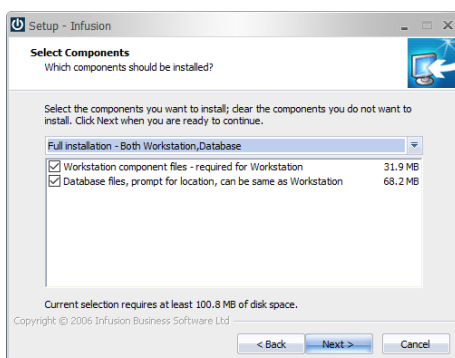 Setup - Infusion
Select Components
Which components should be installed?
Select the components you want to install; clear the components you do not want to
install. Click Next when you are ready to continue.
Full installation - Both Workstation,Database
Workstation component files - required for Workstation 31.9 MB
Database files, prompt for location, can be same as Workstation 68.2 MB
Current selection requires at least 100.8 MB of disk space.
Copyright © 2006 Infusion Business Software Ltd
< Back Next > Cancel